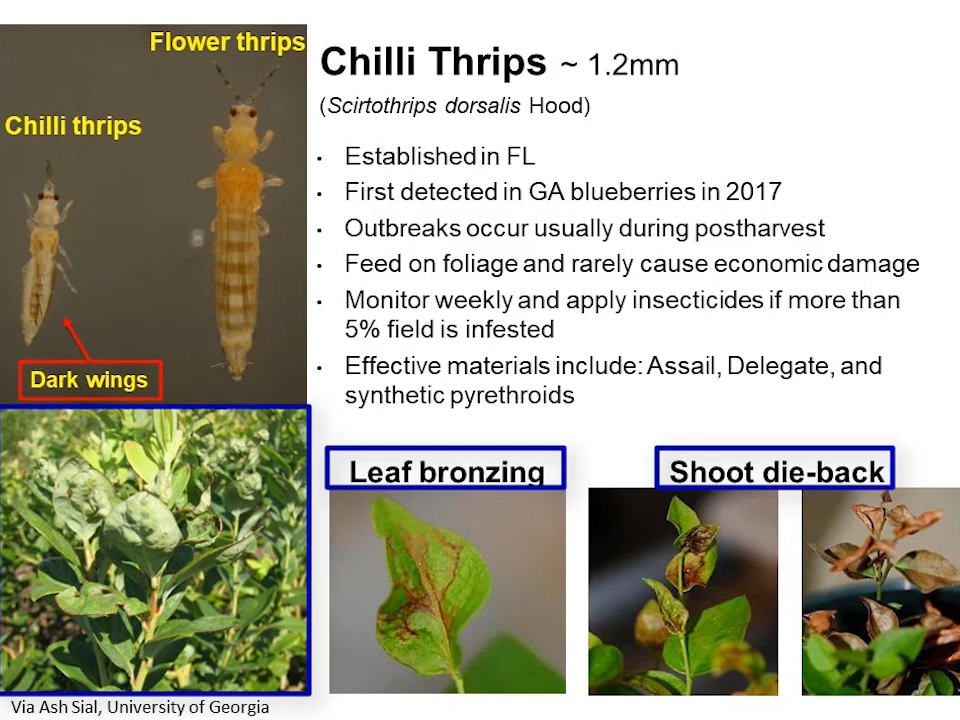 Flower thrips
Chilli thrips
Dark wings
Chilli Thrips ~ 1.2mm
(Scirtothrips dorsalis Hood)
• Established in FL
• First detected in GA blueberries in 2017
• Outbreaks occur usually during postharvest
• Feed on foliage and rarely cause economic damage
• Monitor weekly and apply insecticides if more than
5% field is infested
• Effective materials include: Assail, Delegate, and
synthetic pyrethroids
Leaf bronzing
Shoot die-back
Via Ash Sial, University of Georgia